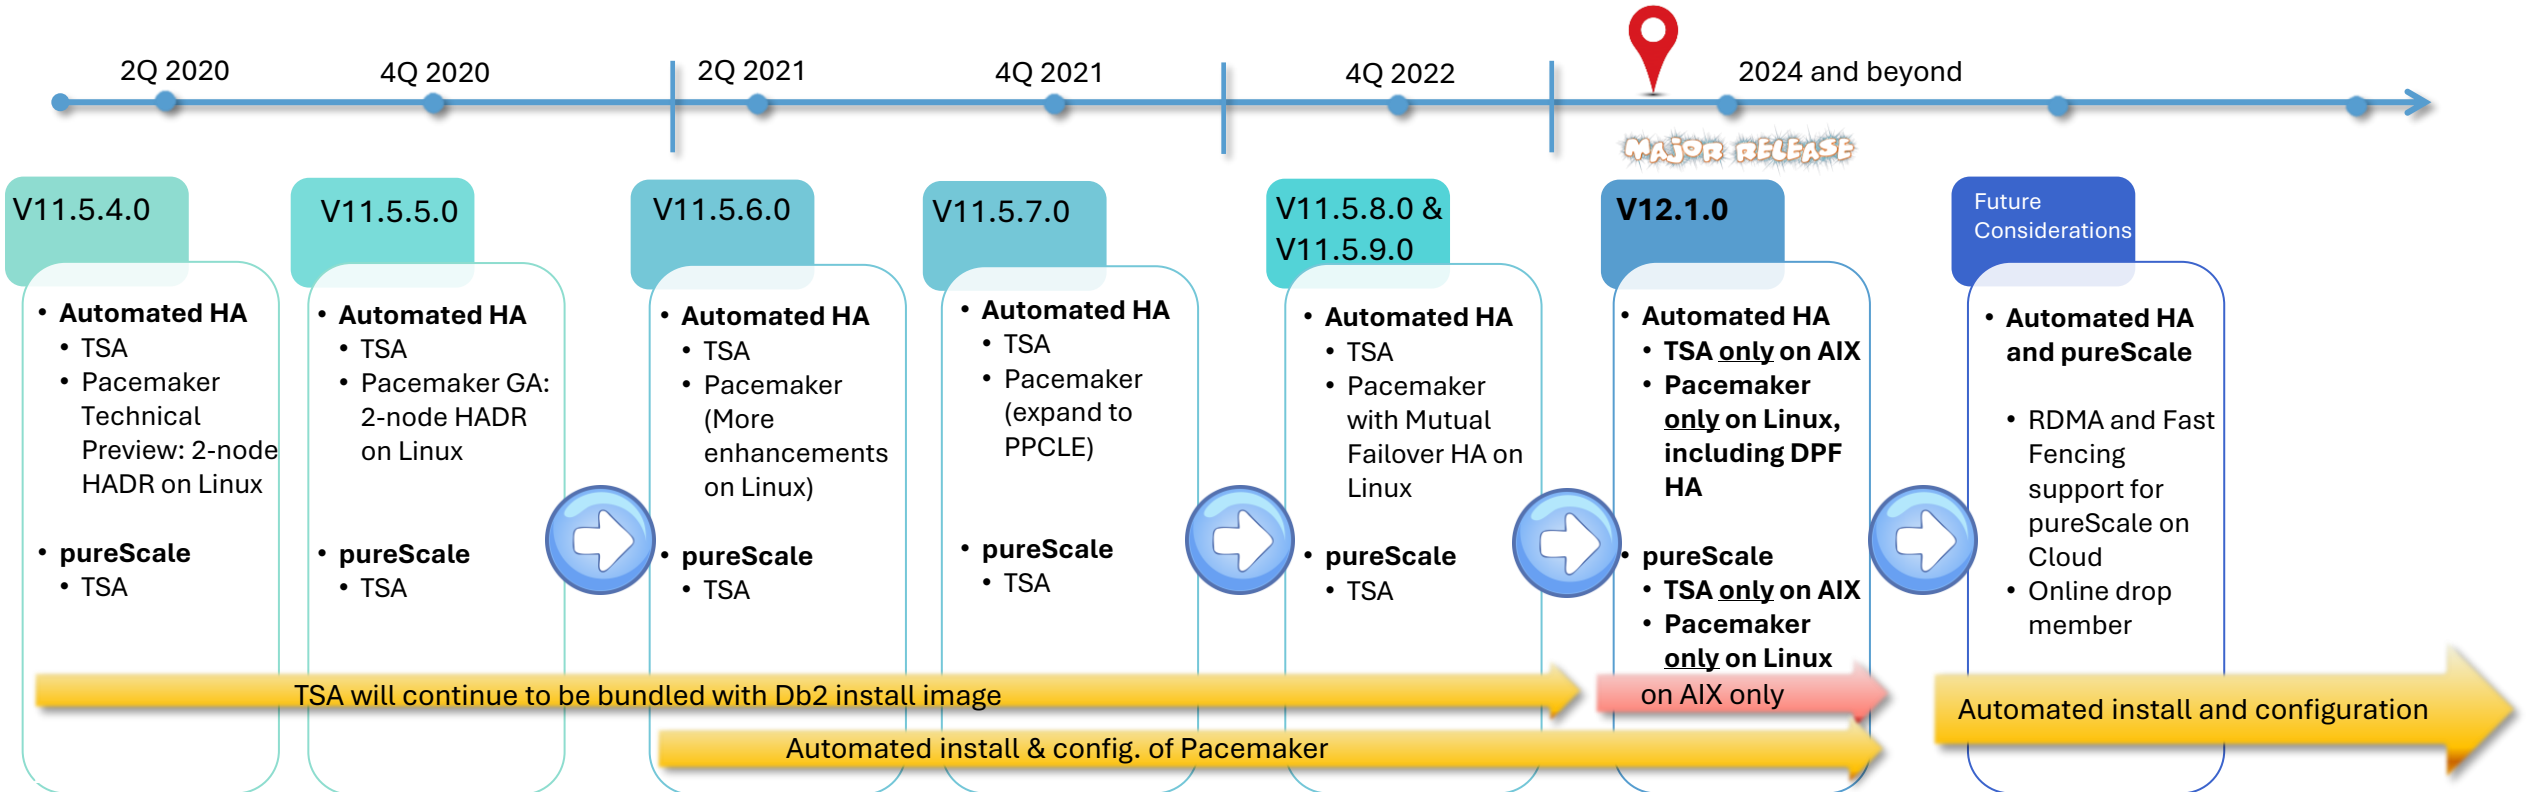 2Q 2020
4Q 2020
2Q 2021
4Q 2021
4Q 2022
2024 and beyond
MAJOR RELEASE
V11.5.4.0
• Automated HA
• TSA
• Pacemaker
Technical
Preview: 2-node
HADR on Linux
• pureScale
• TSA
V11.5.5.0
• Automated HA
• TSA
• Pacemaker GA:
2-node HADR
on Linux
• pureScale
• TSA
V11.5.6.0
• Automated HA
• TSA
• Pacemaker
(More
enhancements
on Linux)
• pureScale
• TSA
V11.5.7.0
• Automated HA
• TSA
• Pacemaker
(expand to
PPCLE)
• pureScale
• TSA
V11.5.8.0 &
V11.5.9.0
• Automated HA
• TSA
• Pacemaker
with Mutual
Failover HA on
Linux
• pureScale
• TSA
V12.1.0
• Automated HA
• TSA only on AIX
• Pacemaker
only on Linux,
including DPF
HA
• pureScale
• TSA only on AIX
• Pacemaker
only on Linux
Future
Considerations
• Automated HA
and pureScale
• RDMA and Fast
Fencing
support for
pureScale on
Cloud
• Online drop
member
TSA will continue to be bundled with Db2 install image
on AIX only
Automated install and configuration
Automated install & config. of Pacemaker